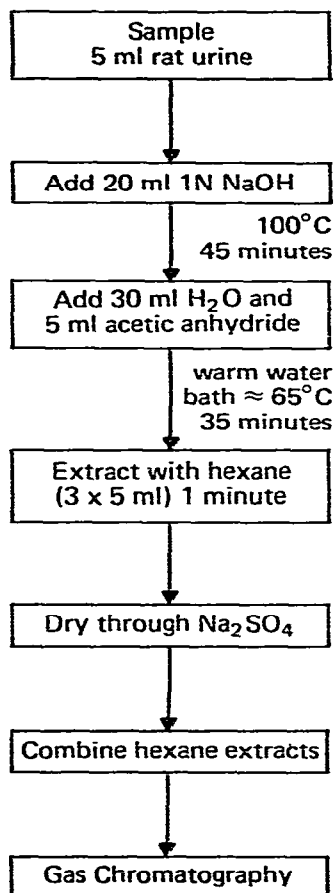 Sample
5 ml rat urine
Add 20 ml 1N NaOH
100°C
45 minutes
Add 30 ml H₂O and
5 ml acetic anhydride
warm water
bath ≈ 65°C
35 minutes
Extract with hexane
(3 x 5 ml) 1 minute
Dry through Na₂SO₄
Combine hexane extracts
Gas Chromatography